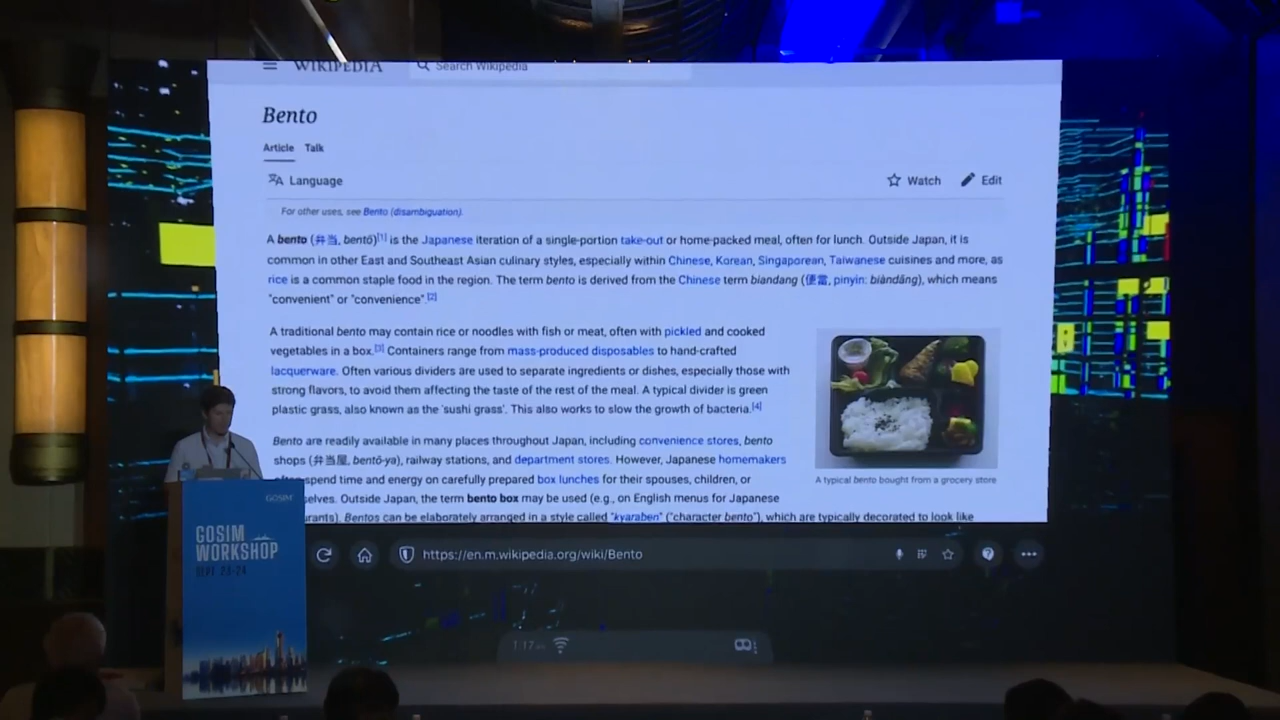 WIKIPEDIA
Search Wikipedia
Bento
Article Talk
Language
Watch Edit
For other uses, see Bento (disambiguation).
A bento (弁当, bentō)[1] is the Japanese iteration of a single-portion take-out or home-packed meal, often for lunch. Outside Japan, it is
common in other East and Southeast Asian culinary styles, especially within Chinese, Korean, Singaporean, Taiwanese cuisines and more, as
rice is a common staple food in the region. The term bento is derived from the Chinese term biandang (便當, pinyin: biàndāng), which means
"convenient" or "convenience".[2]
A traditional bento may contain rice or noodles with fish or meat, often with pickled and cooked
vegetables in a box.[3] Containers range from mass-produced disposables to hand-crafted
lacquerware. Often various dividers are used to separate ingredients or dishes, especially those with
strong flavors, to avoid them affecting the taste of the rest of the meal. A typical divider is green
plastic grass, also known as the 'sushi grass'. This also works to slow the growth of bacteria.[4]
Bento are readily available in many places throughout Japan, including convenience stores, bento
shops (弁当屋, bentō-ya), railway stations, and department stores. However, Japanese homemakers
often spend time and energy on carefully prepared box lunches for their spouses, children, or
selves. Outside Japan, the term bento box may be used (e.g., on English menus for Japanese
urants). Bentos can be elaborately arranged in a style called "kyaraben" ("character bento"), which are typically decorated to look like
A typical bento bought from a grocery store
https://en.m.wikipedia.org/wiki/Bento
1:17
GOSIM
GOSIM
WORKSHOP
SEPT 23-24